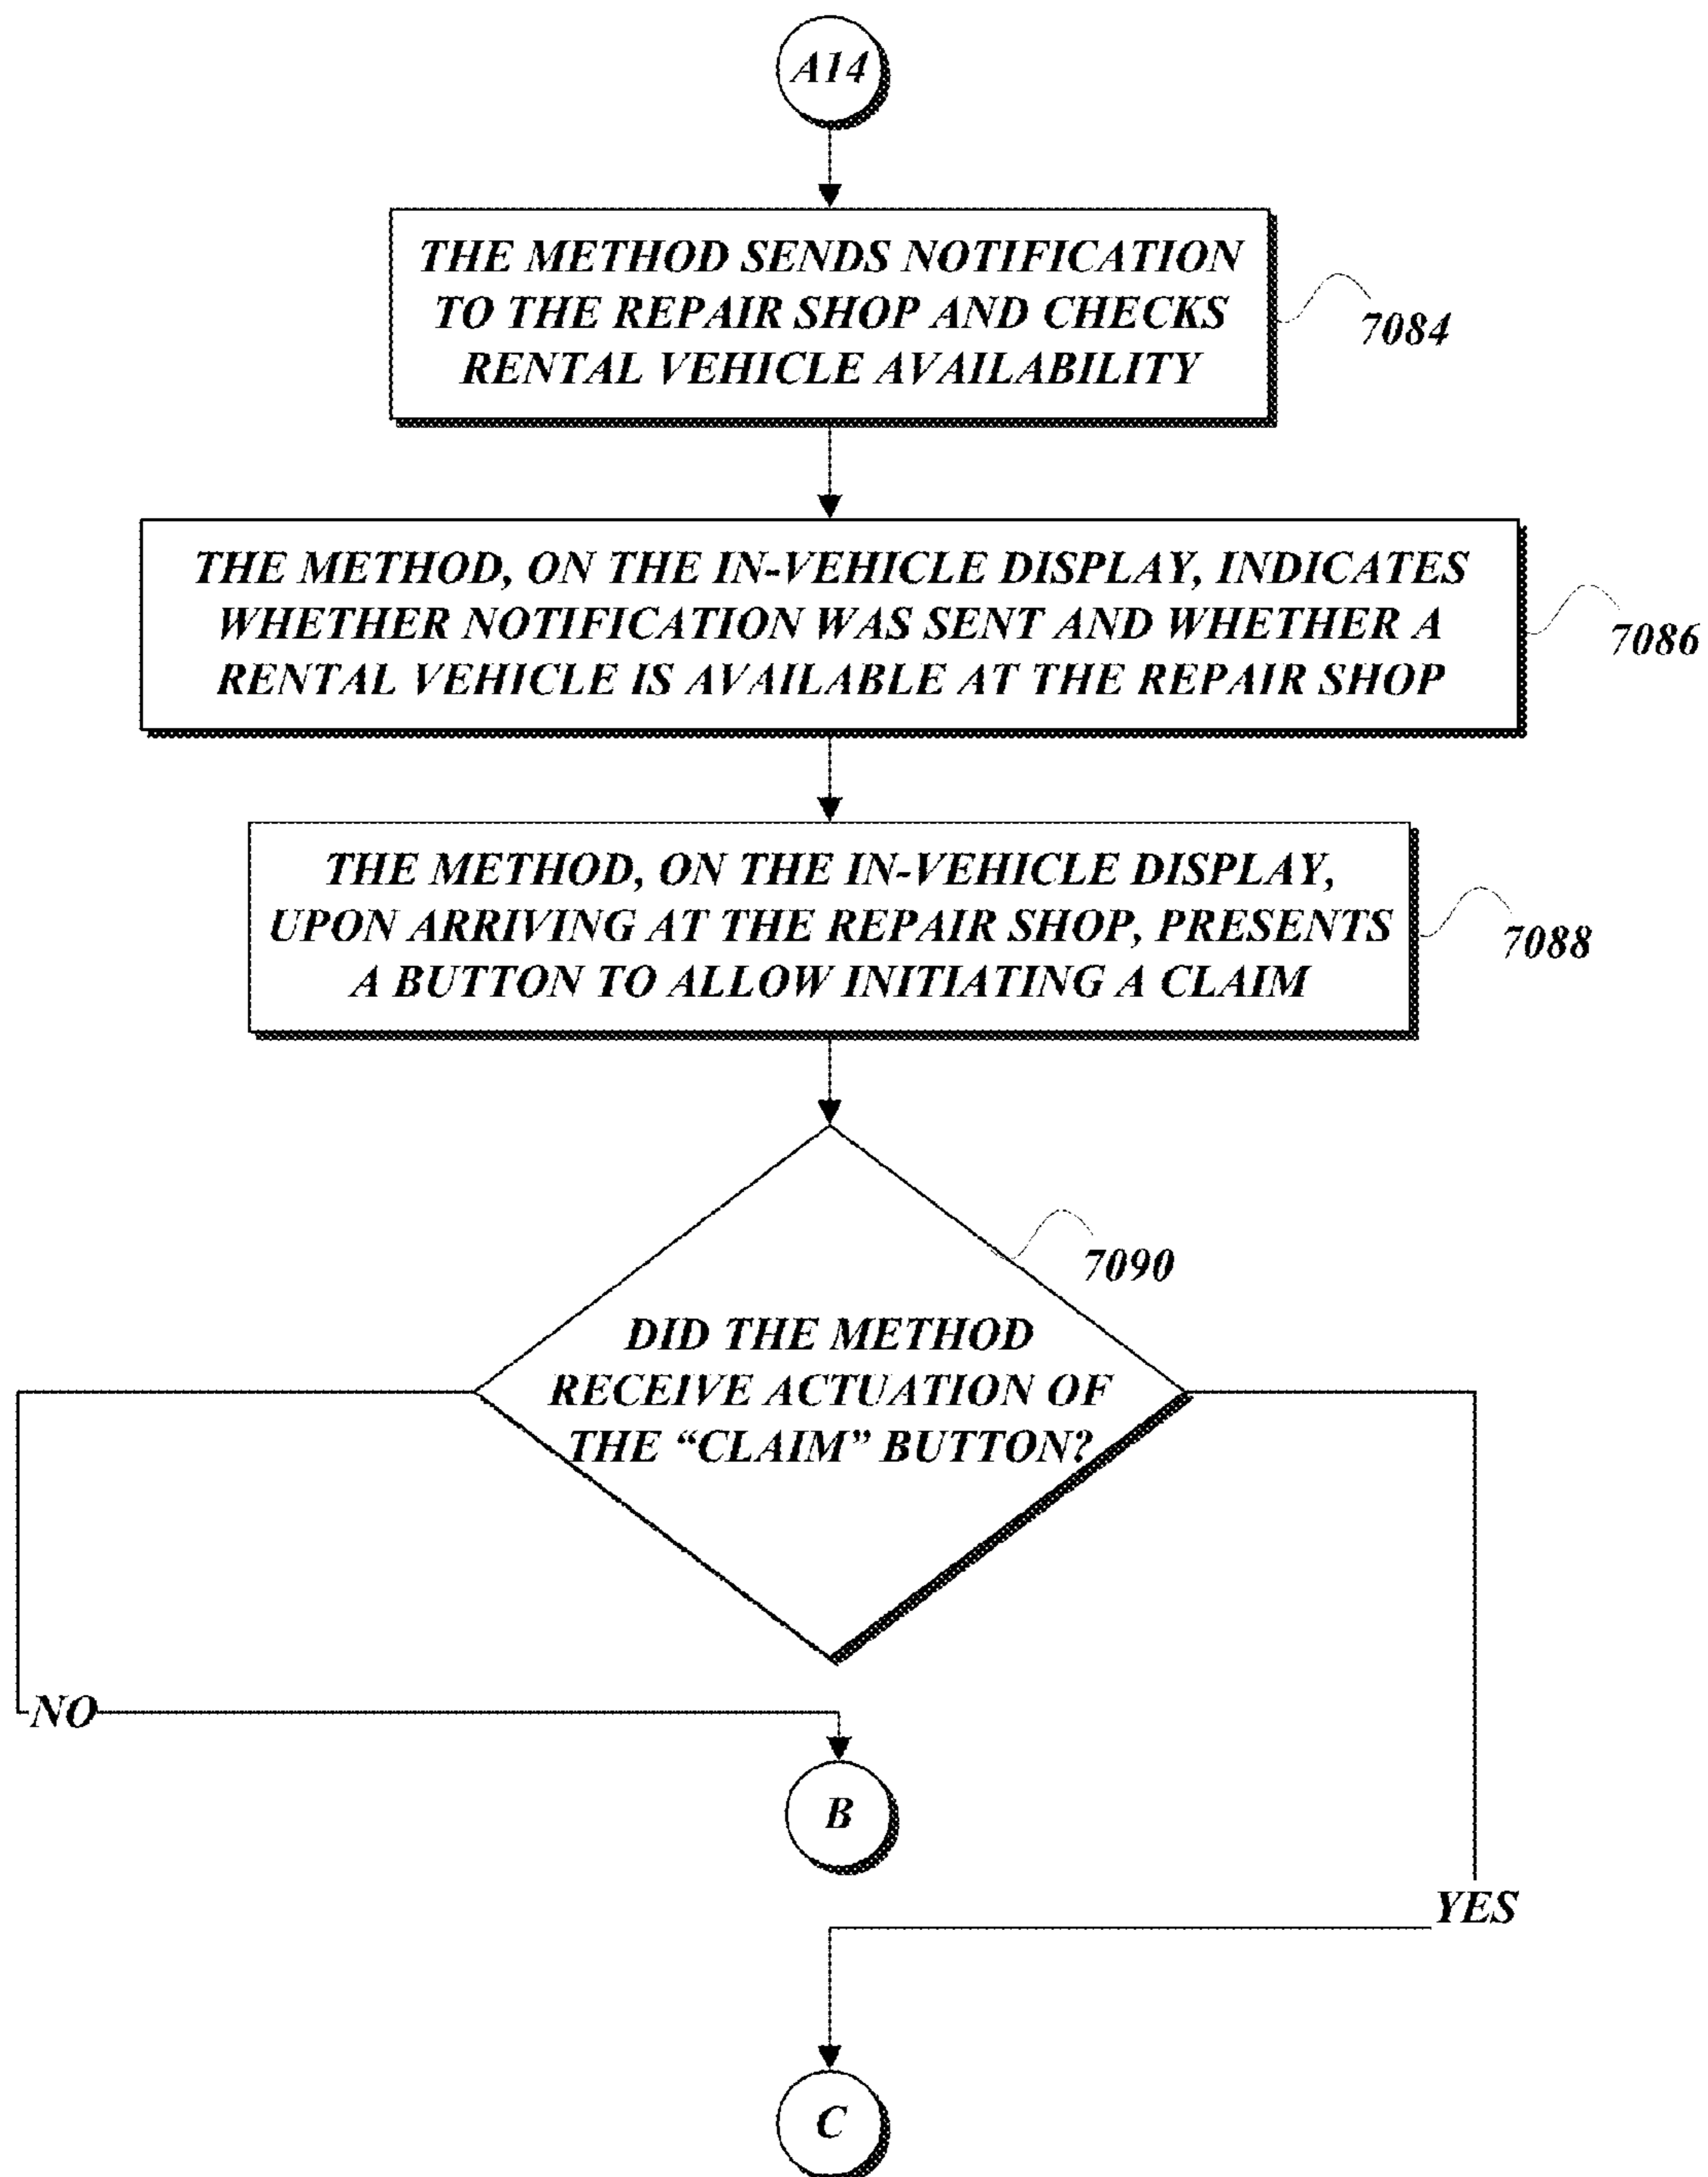 A14
THE METHOD SENDS NOTIFICATION
TO THE REPAIR SHOP AND CHECKS
RENTAL VEHICLE AVAILABILITY
7084
THE METHOD, ON THE IN-VEHICLE DISPLAY, INDICATES
WHETHER NOTIFICATION WAS SENT AND WHETHER A
RENTAL VEHICLE IS AVAILABLE AT THE REPAIR SHOP
7086
THE METHOD, ON THE IN-VEHICLE DISPLAY,
UPON ARRIVING AT THE REPAIR SHOP, PRESENTS
A BUTTON TO ALLOW INITIATING A CLAIM
7088
7090
DID THE METHOD
RECEIVE ACTUATION OF
THE “CLAIM” BUTTON?
NO
B
YES
C